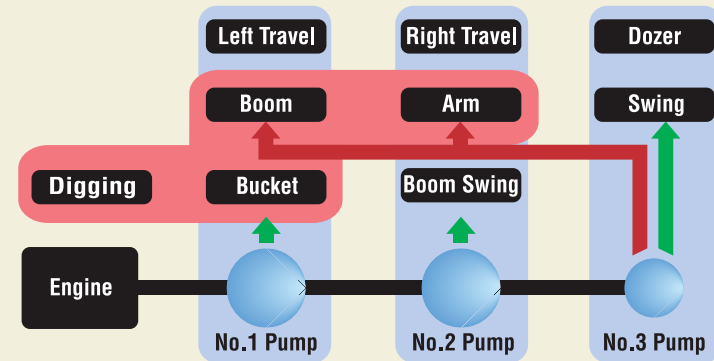 Left Travel
Right Travel
Dozer
Boom
Arm
Swing
Digging
Bucket
Boom Swing
Engine
No.1 Pump
No.2 Pump
No.3 Pump